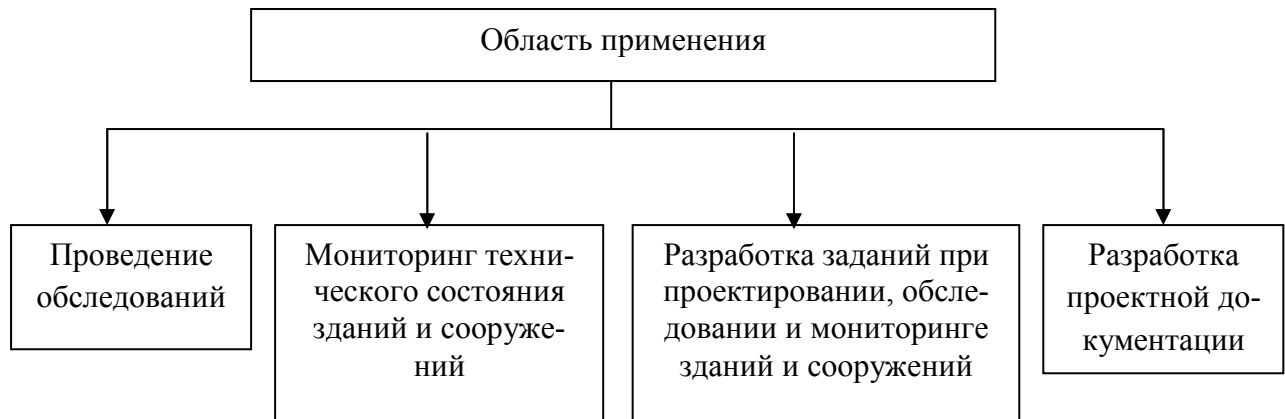 Область применения
Проведение
обследований
Мониторинг техни-
ческого состояния
зданий и сооруже-
ний
Разработка заданий при
проектировании, обсле-
довании и мониторинге
зданий и сооружений
Разработка
проектной до-
кументации